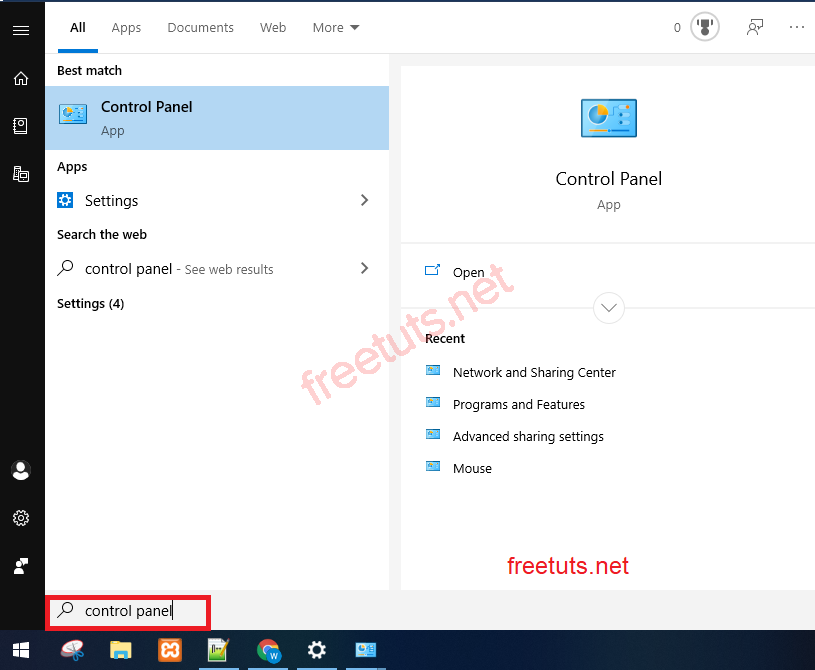 All Apps Documents Web More 0
Best match
Control Panel
App
Apps
Settings
Search the web
control panel - See web results
Settings (4)
Control Panel
App
Open
Recent
Network and Sharing Center
Programs and Features
Advanced sharing settings
Mouse
freetuts.net
freetuts.net
control panel
W